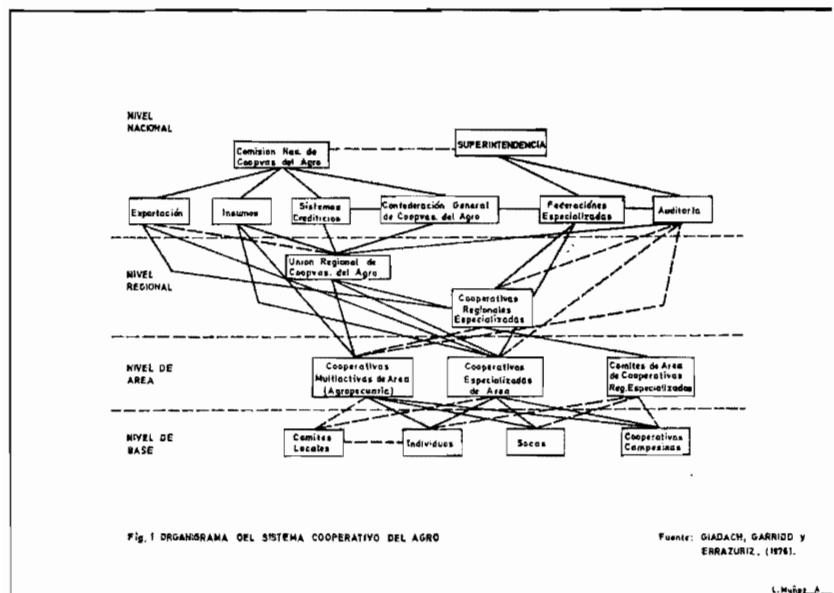 NIVEL
NACIONAL
Comision Nac. de
Coopvas. del Agro
SUPERINTENDENCIA
Exportación
Insumos
Sistemas
Crediticios
Confederación General
de Coopvas. del Agro
Federaciones
Especializadas
Auditoria
NIVEL
REGIONAL
Union Regional de
Coopvas. del Agro
Cooperativas
Regionales
Especializadas
NIVEL DE
AREA
Cooperativas
Multiactivas de Area
(Agropecuaria)
Cooperativas
Especializadas
de Area
Comites de Area
de Cooperativas
Reg. Especializadas
NIVEL DE
BASE
Comites
Locales
Individuos
Socas
Cooperativas
Campesinas
Fig. 1 ORGANIGRAMA DEL SISTEMA COOPERATIVO DEL AGRO
Fuente: GIADACH, GARRIDO y
ERRAZURIZ, (1976).
L. Muñoz A